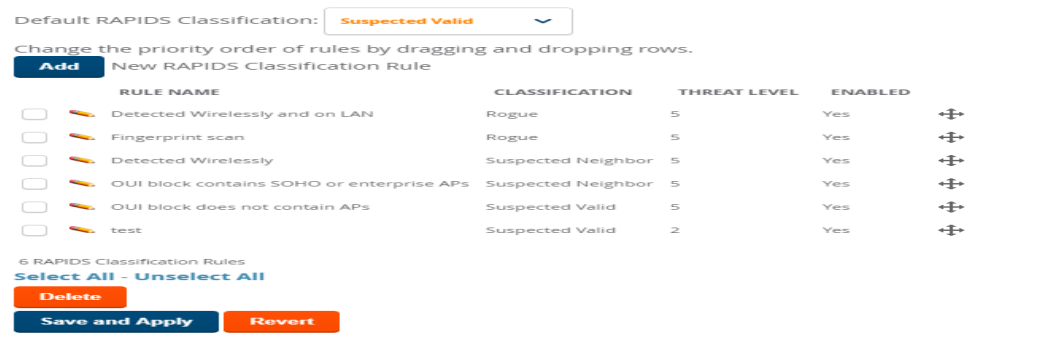 Default RAPIDS Classification: Suspected Valid
Change the priority order of rules by dragging and dropping rows.
Add New RAPIDS Classification Rule
RULE NAME CLASSIFICATION THREAT LEVEL ENABLED
Detected Wirelessly and on LAN Rogue 5 Yes
Fingerprint scan Rogue 5 Yes
Detected Wirelessly Suspected Neighbor 5 Yes
OUI block contains SOHO or enterprise APs Suspected Neighbor 5 Yes
OUI block does not contain APs Suspected Valid 5 Yes
test Suspected Valid 2 Yes
6 RAPIDS Classification Rules
Select All - Unselect All
Delete
Save and Apply Revert